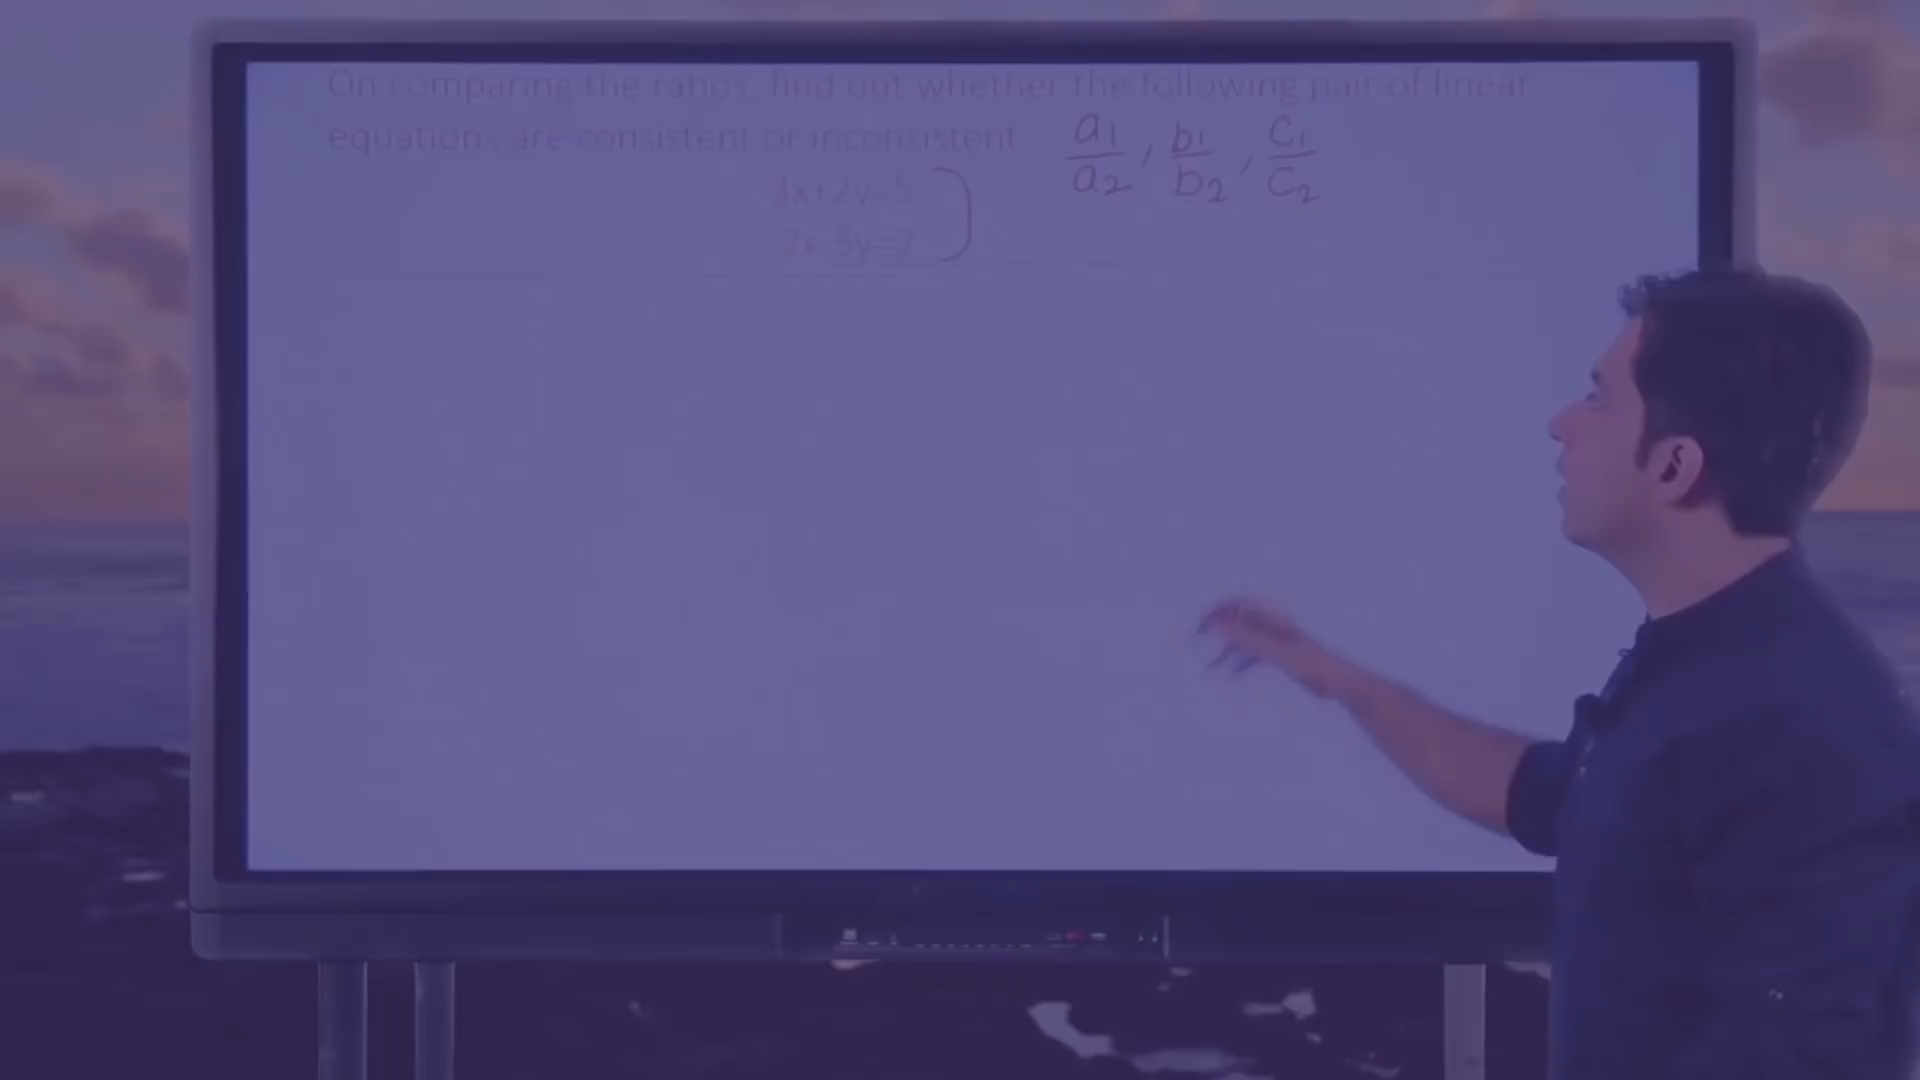 On comparing the ratios, find out whether the following pair of linear
equations are consistent or inconsistent a1/a2, b1/b2, c1/c2
3x+2y=5
2x-3y=7